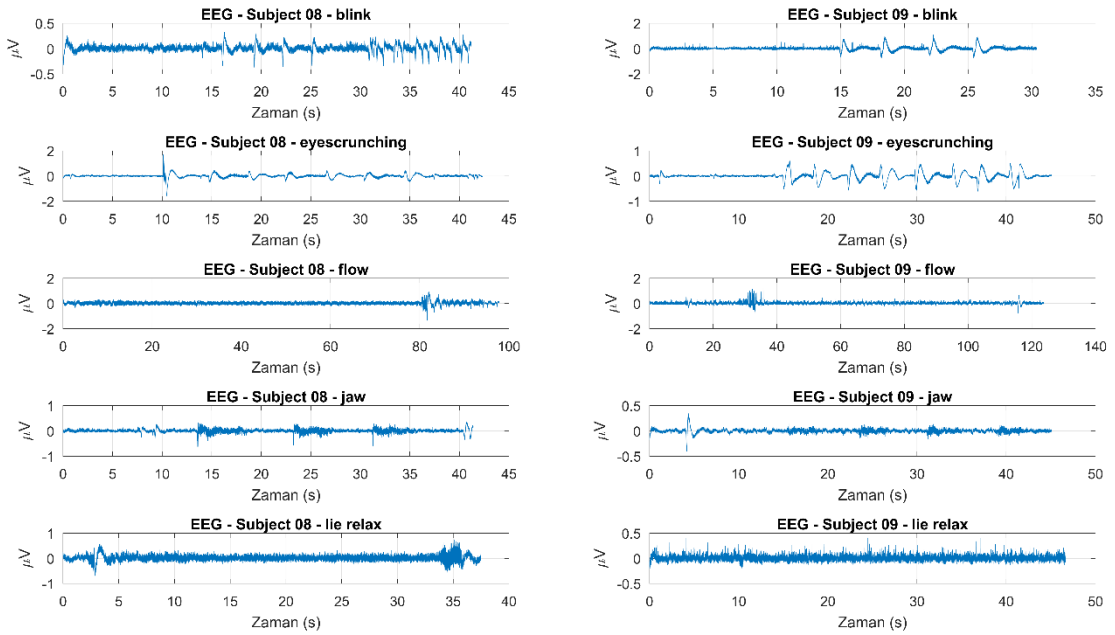 EEG - Subject 08 - blink
0.5
0
-0.5
μV
0 5 10 15 20 25 30 35 40 45
Zaman (s)
EEG - Subject 09 - blink
2
0
-2
μV
0 5 10 15 20 25 30 35
Zaman (s)
EEG - Subject 08 - eyescrunching
2
0
-2
μV
0 5 10 15 20 25 30 35 40 45
Zaman (s)
EEG - Subject 09 - eyescrunching
1
0
-1
μV
0 10 20 30 40 50
Zaman (s)
EEG - Subject 08 - flow
2
0
-2
μV
0 20 40 60 80 100
Zaman (s)
EEG - Subject 09 - flow
2
0
-2
μV
0 20 40 60 80 100 120 140
Zaman (s)
EEG - Subject 08 - jaw
1
0
-1
μV
0 5 10 15 20 25 30 35 40 45
Zaman (s)
EEG - Subject 09 - jaw
0.5
0
-0.5
μV
0 10 20 30 40 50
Zaman (s)
EEG - Subject 08 - lie relax
1
0
-1
μV
0 5 10 15 20 25 30 35 40
Zaman (s)
EEG - Subject 09 - lie relax
0.5
0
-0.5
μV
0 10 20 30 40 50
Zaman (s)